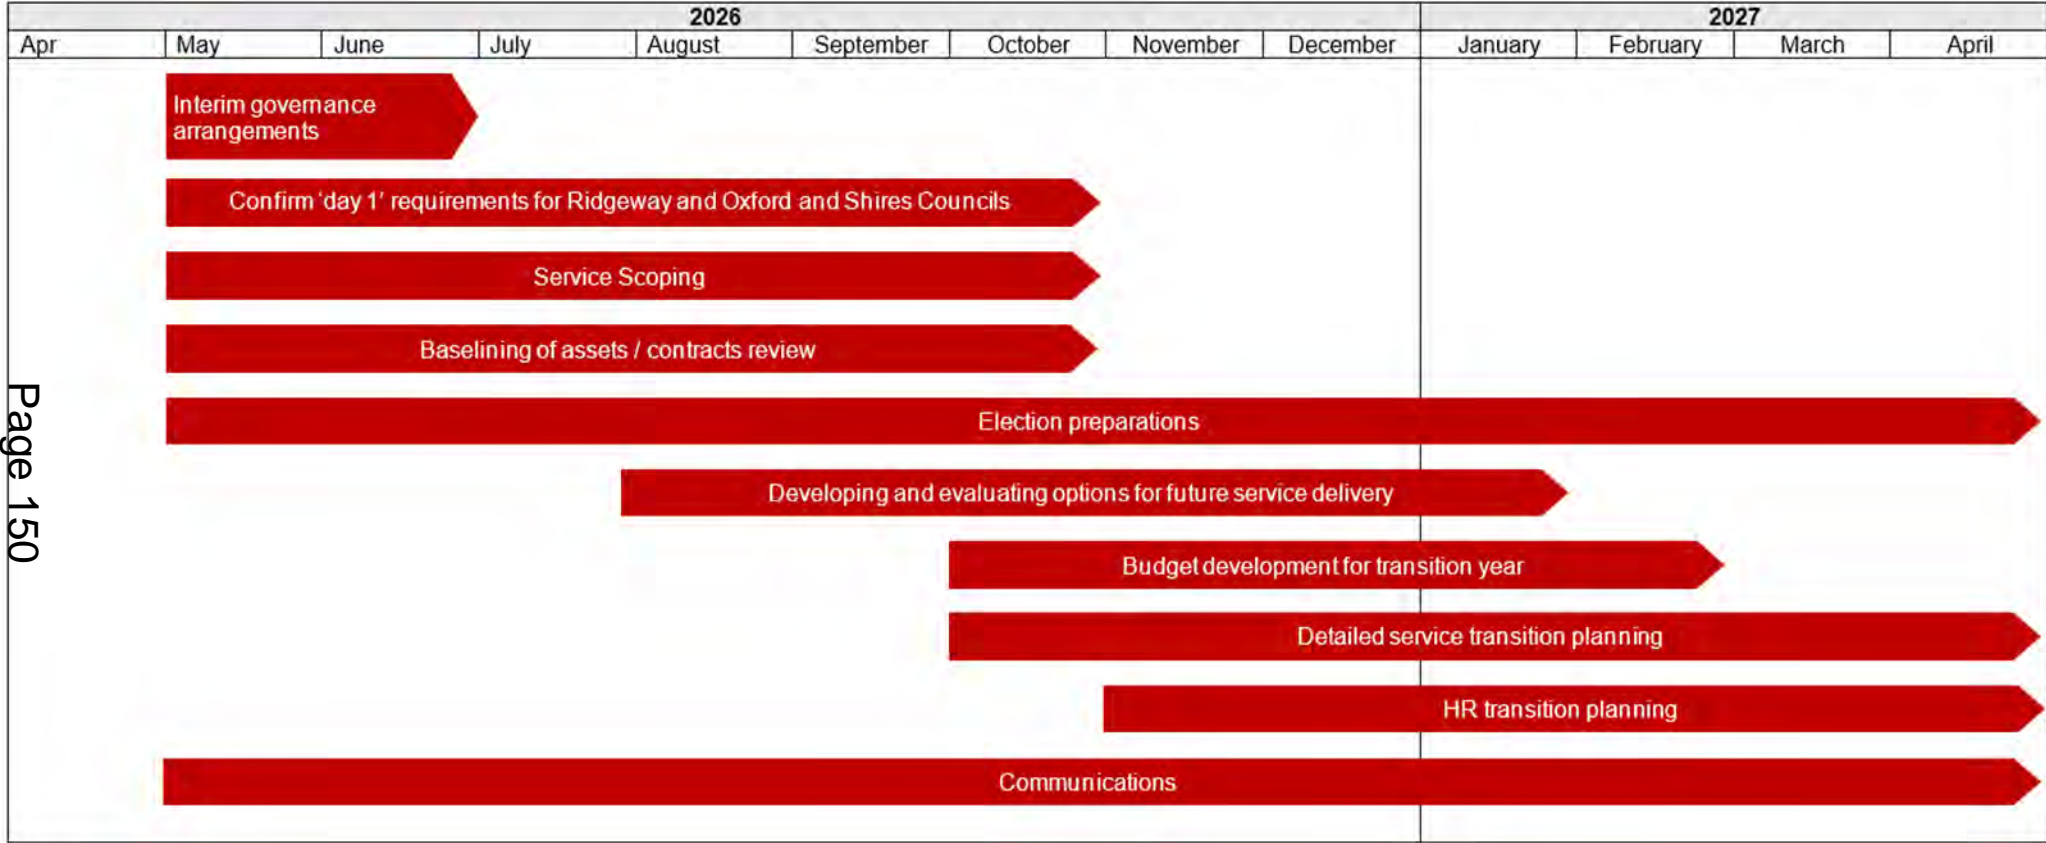 2026 2027
Apr May June July August September October November December January February March April
Interim governance
arrangements
Confirm ‘day 1’ requirements for Ridgeway and Oxford and Shires Councils
Service Scoping
Baselining of assets / contracts review
Election preparations
Developing and evaluating options for future service delivery
Budget development for transition year
Detailed service transition planning
HR transition planning
Communications
Page 150